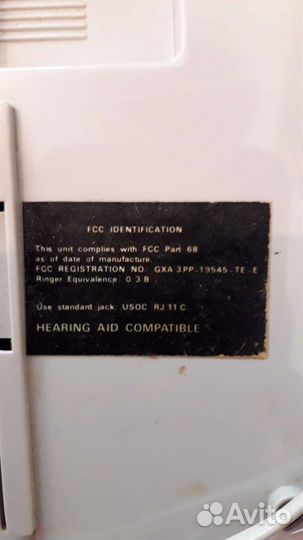 FCC IDENTIFICATION
This unit complies with FCC Part 68
as of date of manufacture.
FCC REGISTRATION NO. GXA 3PP-19545-TE-E
Ringer Equivalence: 0.3 B
Use standard jack: USOC RJ 11 C
HEARING AID COMPATIBLE
Avito